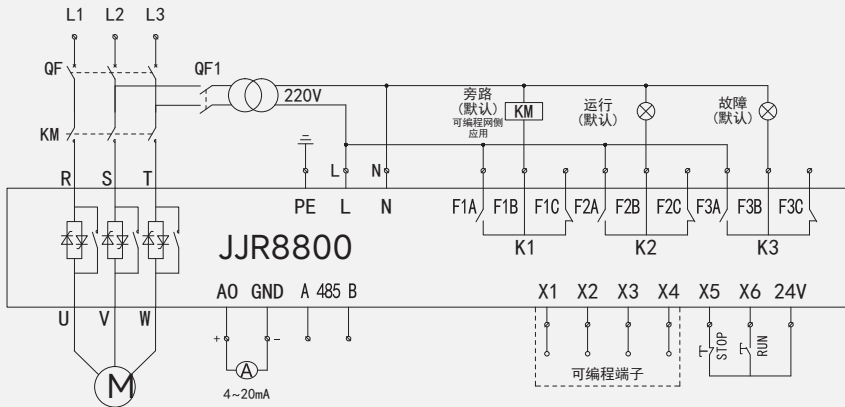 L1 L2 L3
QF QF1
220V
旁路
(默认)
可编程网侧
应用
KM
运行
(默认)
故障
(默认)
KM
L N
R S T
PE L N
F1A F1B F1C F2A F2B F2C F3A F3B F3C
K1 K2 K3
JJR8800
AO GND A 485 B
X1 X2 X3 X4 X5 X6 24V
U V W
+ -
A
4~20mA
M
STOP
RUN
可编程端子